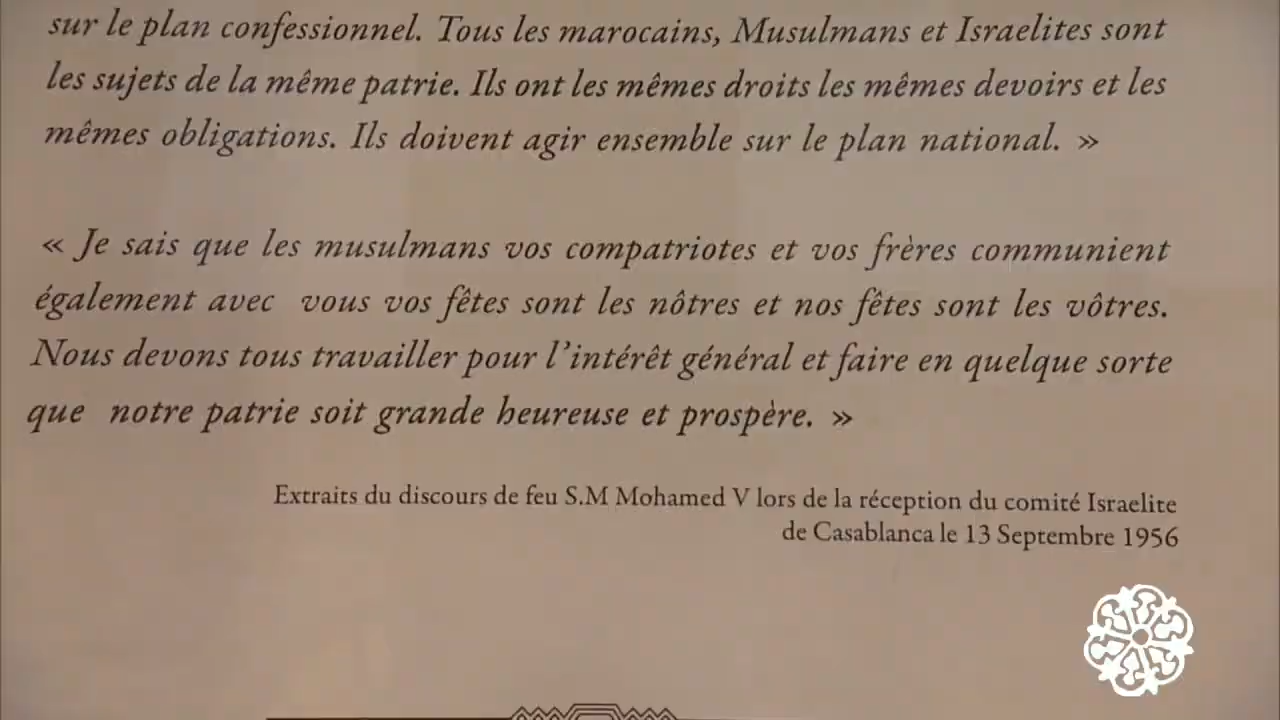 sur le plan confessionnel. Tous les marocains, Musulmans et Israelites sont
les sujets de la même patrie. Ils ont les mêmes droits les mêmes devoirs et les
mêmes obligations. Ils doivent agir ensemble sur le plan national. »
« Je sais que les musulmans vos compatriotes et vos frères communient
également avec vous vos fêtes sont les nôtres et nos fêtes sont les vôtres.
Nous devons tous travailler pour l'intérêt général et faire en quelque sorte
que notre patrie soit grande heureuse et prospère. »
Extraits du discours de feu S.M Mohamed V lors de la réception du comité Israelite
de Casablanca le 13 Septembre 1956